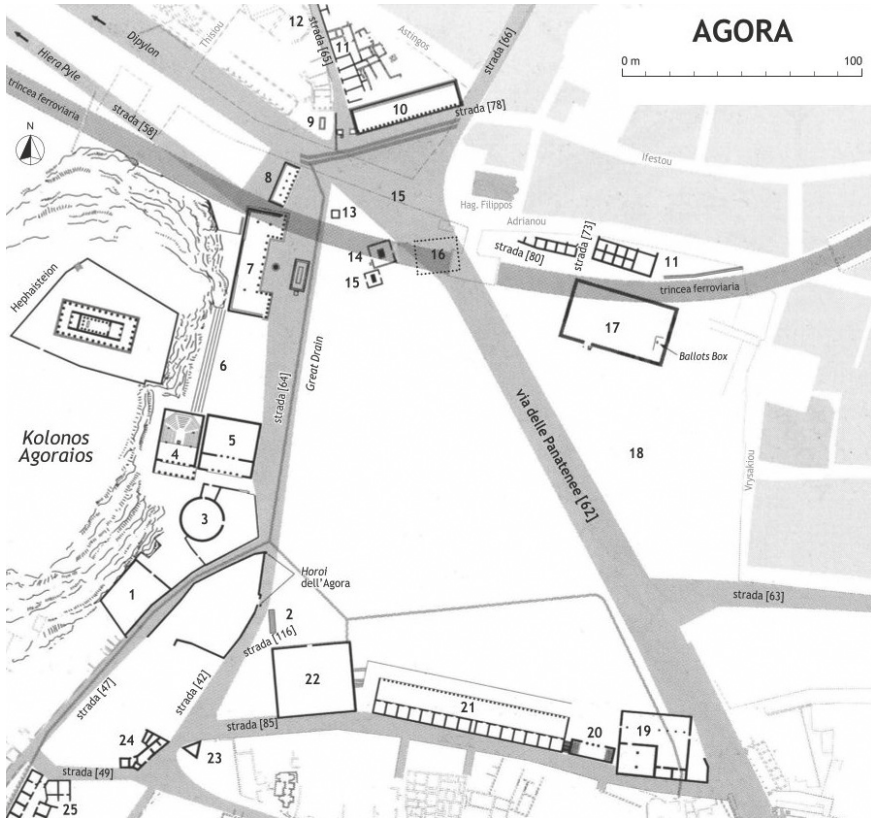 AGORA
0 m 100
N
Dipylon
Hiera Pyle
trincea ferroviaria
Thisiou
strada [58]
12
strada [65]
11
Astingos
strada [66]
10
strada [78]
9
8
Ifestou
Hag. Filippos
13
15
Adrianou
strada [80]
strada [73]
11
7
14
16
15
trincea ferroviaria
Hephaisteion
17
Ballots Box
6
Great Drain
strada [64]
via delle Panatenee [62]
Kolonos
Agoraios
4
5
18
Vrysakiou
3
Horoi
dell'Agora
1
2
strada [116]
strada [63]
22
strada [47]
strada [42]
21
strada [85]
20
19
24
23
strada [49]
25